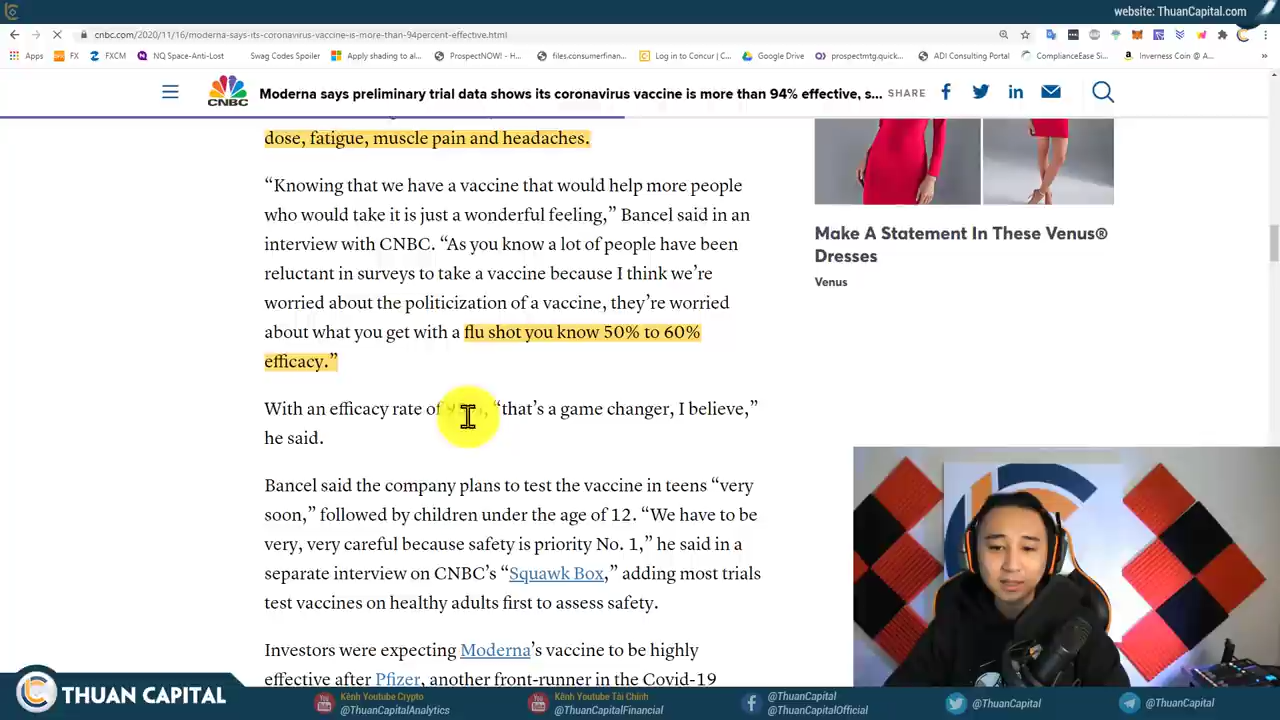 website: ThuanCapital.com
cnbc.com/2020/11/16/moderna-says-its-coronavirus-vaccine-is-more-than-94percent-effective.html
Apps
FX
FXCM
NQ Space-Anti-Lost
Swag Codes Spoiler
Apply shading to al...
ProspectNOW! - H...
files.consumerfinan...
Log in to Concur | C...
Google Drive
prospectmtg.quest...
ADI Consulting Portal
ComplianceEase Si...
Inverness Coin @ A...
CNBC
Moderna says preliminary trial data shows its coronavirus vaccine is more than 94% effective, s...
SHARE
dose, fatigue, muscle pain and headaches.
“Knowing that we have a vaccine that would help more people
who would take it is just a wonderful feeling,” Bancel said in an
interview with CNBC. “As you know a lot of people have been
reluctant in surveys to take a vaccine because I think we’re
worried about the politicization of a vaccine, they’re worried
about what you get with a flu shot you know 50% to 60%
efficacy.”
With an efficacy rate of “that’s a game changer, I believe,”
he said.
Bancel said the company plans to test the vaccine in teens “very
soon,” followed by children under the age of 12. “We have to be
very, very careful because safety is priority No. 1,” he said in a
separate interview on CNBC’s “Squawk Box,” adding most trials
test vaccines on healthy adults first to assess safety.
Investors were expecting Moderna’s vaccine to be highly
effective after Pfizer, another front-runner in the Covid-19
Make A Statement In These Venus®
Dresses
Venus
THUAN CAPITAL
Kênh Youtube Crypto
@ThuanCapitalAnalytics
Kênh Youtube Tài Chính
@ThuanCapitalFinancial
@ThuanCapital
@ThuanCapitalOfficial
@ThuanCapital
@ThuanCapital